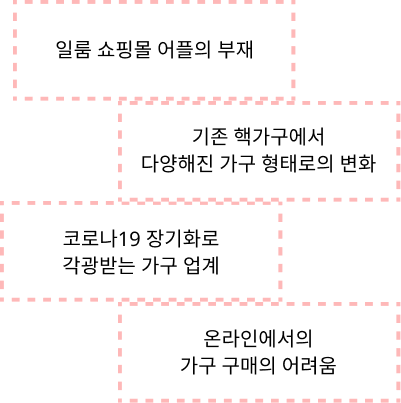 일룸 쇼핑몰 어플의 부재
기존 핵가구에서
다양해진 가구 형태로의 변화
코로나19 장기화로
각광받는 가구 업계
온라인에서의
가구 구매의 어려움